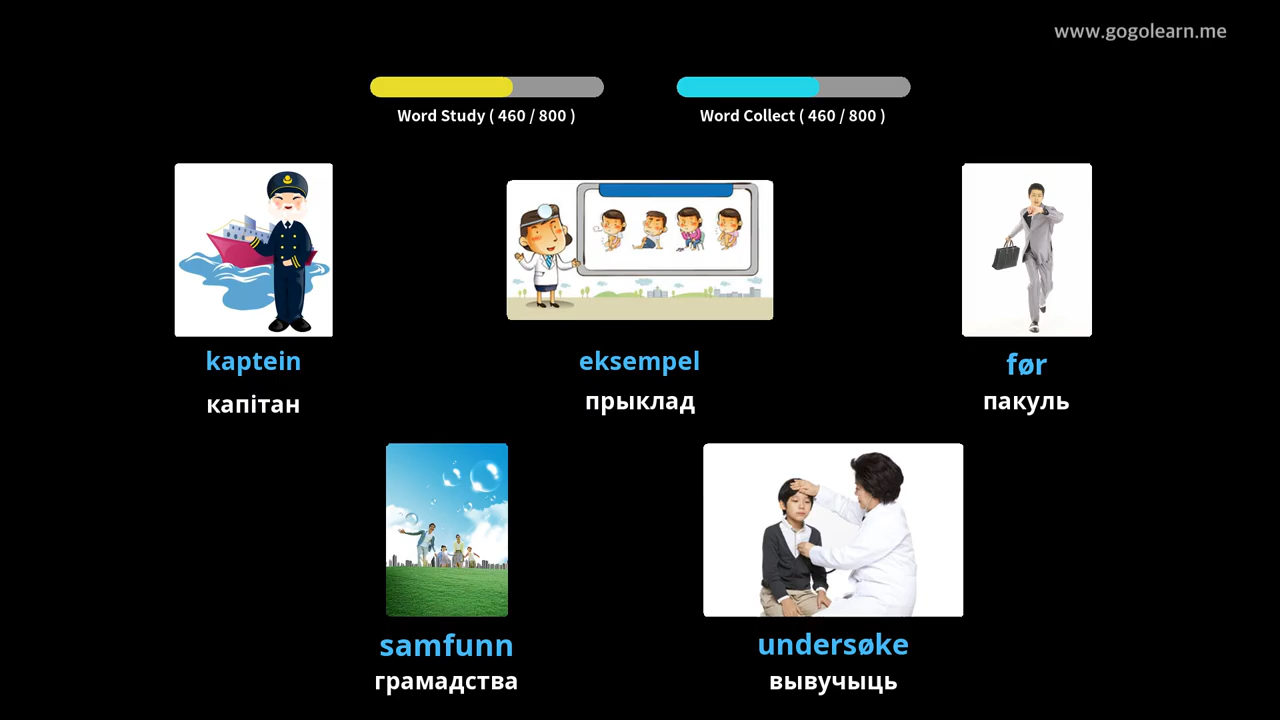 www.gogolearn.me
Word Study ( 460 / 800 )
Word Collect ( 460 / 800 )
kaptein
капітан
eksempel
прыклад
før
пакуль
samfunn
грамадства
undersøke
вывучыць